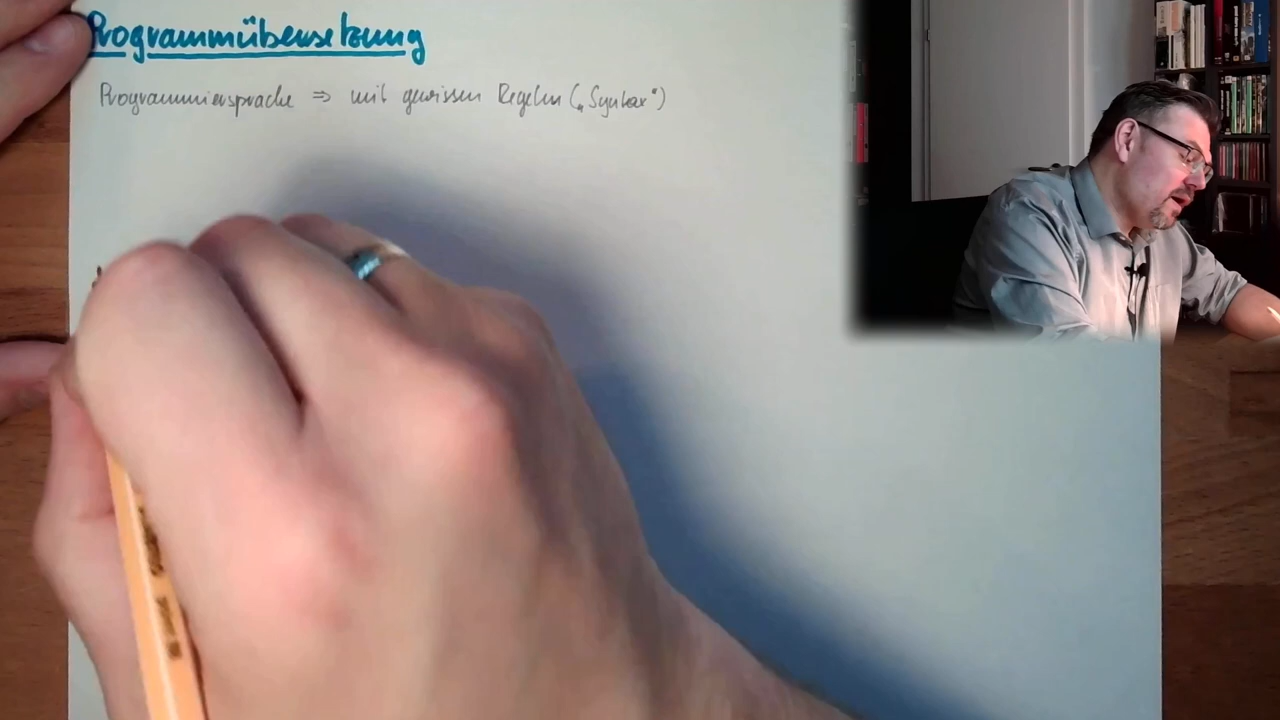 Programmübersetzung
Programmiersprache ⇒ mit gewissen Regeln („Syntax“)